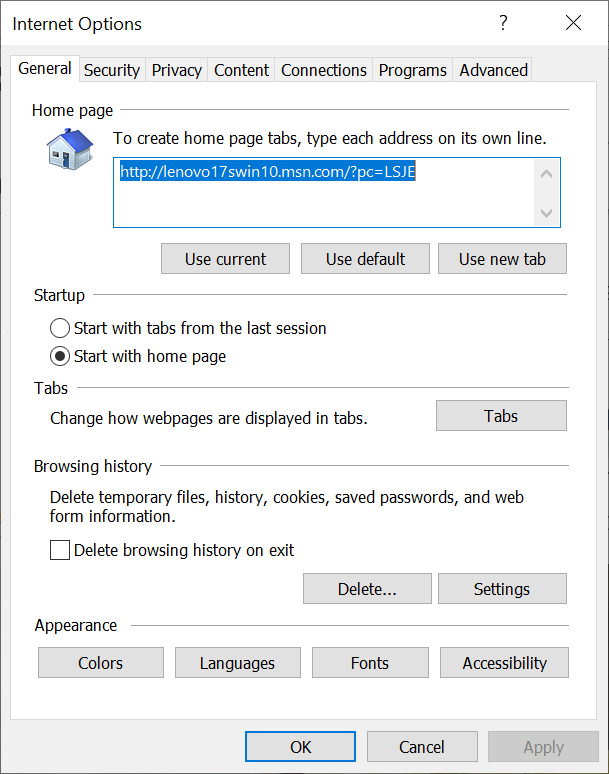 Internet Options
?
General Security Privacy Content Connections Programs Advanced
Home page
To create home page tabs, type each address on its own line.
http://lenovo17swin10.msn.com/?pc=LSJE
Use current Use default Use new tab
Startup
Start with tabs from the last session
Start with home page
Tabs
Change how webpages are displayed in tabs. Tabs
Browsing history
Delete temporary files, history, cookies, saved passwords, and web
form information.
Delete browsing history on exit
Delete... Settings
Appearance
Colors Languages Fonts Accessibility
OK Cancel Apply